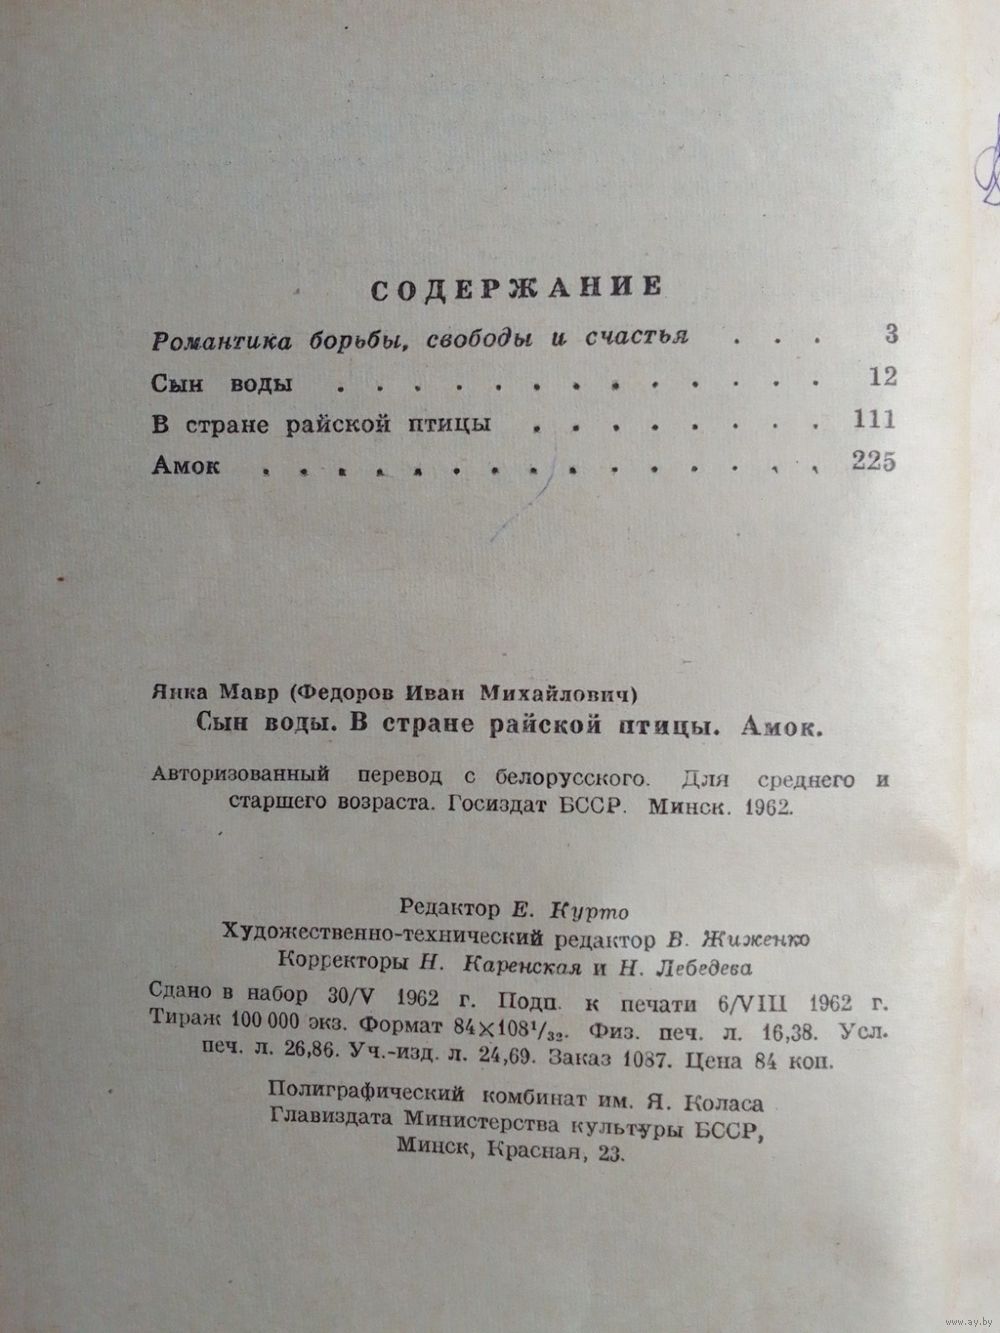 СОДЕРЖАНИЕ
Романтика борьбы, свободы и счастья . . . 3
Сын воды . . . . . . . . . . . . . 12
В стране райской птицы . . . . . . . . 111
Амок . . . . . . . . . . . . . . . 225
Янка Мавр (Федоров Иван Михайлович)
Сын воды. В стране райской птицы. Амок.
Авторизованный перевод с белорусского. Для среднего и
старшего возраста. Госиздат БССР. Минск. 1962.
Редактор Е. Курто
Художественно-технический редактор В. Жиженко
Корректоры Н. Каренская и Н. Лебедева
Сдано в набор 30/V 1962 г. Подп. к печати 6/VIII 1962 г.
Тираж 100 000 экз. Формат 84×108¹/₃₂. Физ. печ. л. 16,38. Усл.
печ. л. 26,86. Уч.-изд. л. 24,69. Заказ 1087. Цена 84 коп.
Полиграфический комбинат им. Я. Коласа
Главиздата Министерства культуры БССР,
Минск, Красная, 23.
www.ay.by